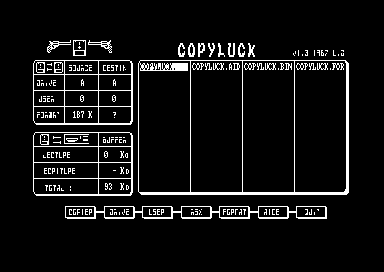 COPYLUCK
V1.3 1987 L.D
SOURCE DESTIN
COPYLUCK. COPYLUCK.AID COPYLUCK.BIN COPYLUCK.FOR
DRIVE A A
USER 0 0
FORMAT 187 K ?
BUFFER
LECTURE 0 Ko
ECRITURE - Ko
TOTAL : 93 Ko
COPIER DRIVE USER RSX FORMAT AIDE QUIT